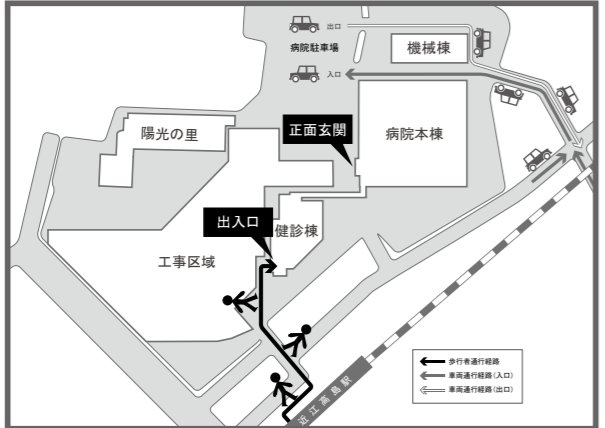 出口
病院駐車場
機械棟
入口
陽光の里
正面玄関
病院本棟
出入口
健診棟
工事区域
近江高島駅
歩行者通行経路
車両通行経路(入口)
車両通行経路(出口)